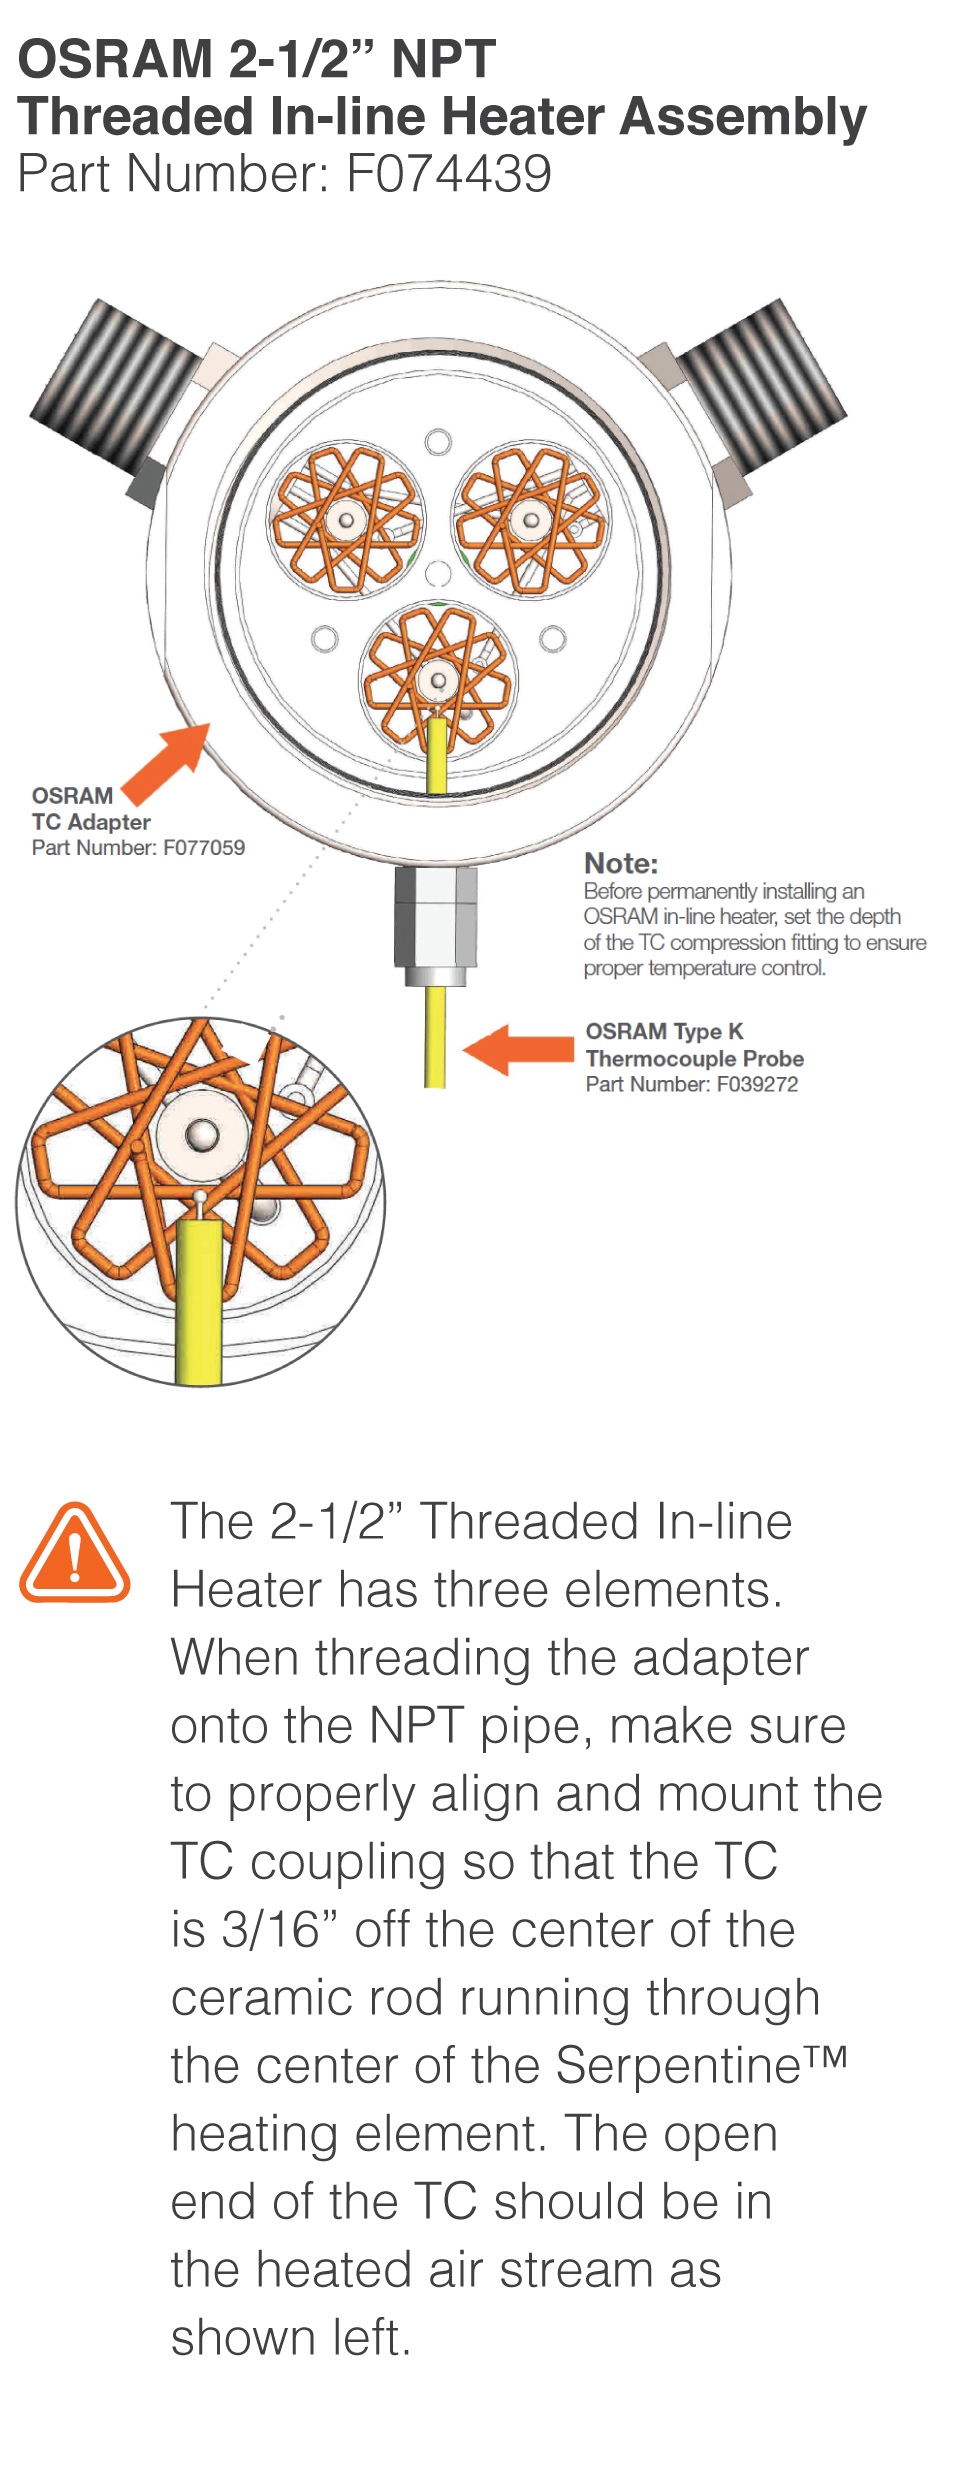 OSRAM 2-1/2” NPT
Threaded In-line Heater Assembly
Part Number: F074439
OSRAM
TC Adapter
Part Number: F077059
Note:
Before permanently installing an
OSRAM in-line heater, set the depth
of the TC compression fitting to ensure
proper temperature control.
OSRAM Type K
Thermocouple Probe
Part Number: F039272
The 2-1/2” Threaded In-line
Heater has three elements.
When threading the adapter
onto the NPT pipe, make sure
to properly align and mount the
TC coupling so that the TC
is 3/16” off the center of the
ceramic rod running through
the center of the Serpentine™
heating element. The open
end of the TC should be in
the heated air stream as
shown left.